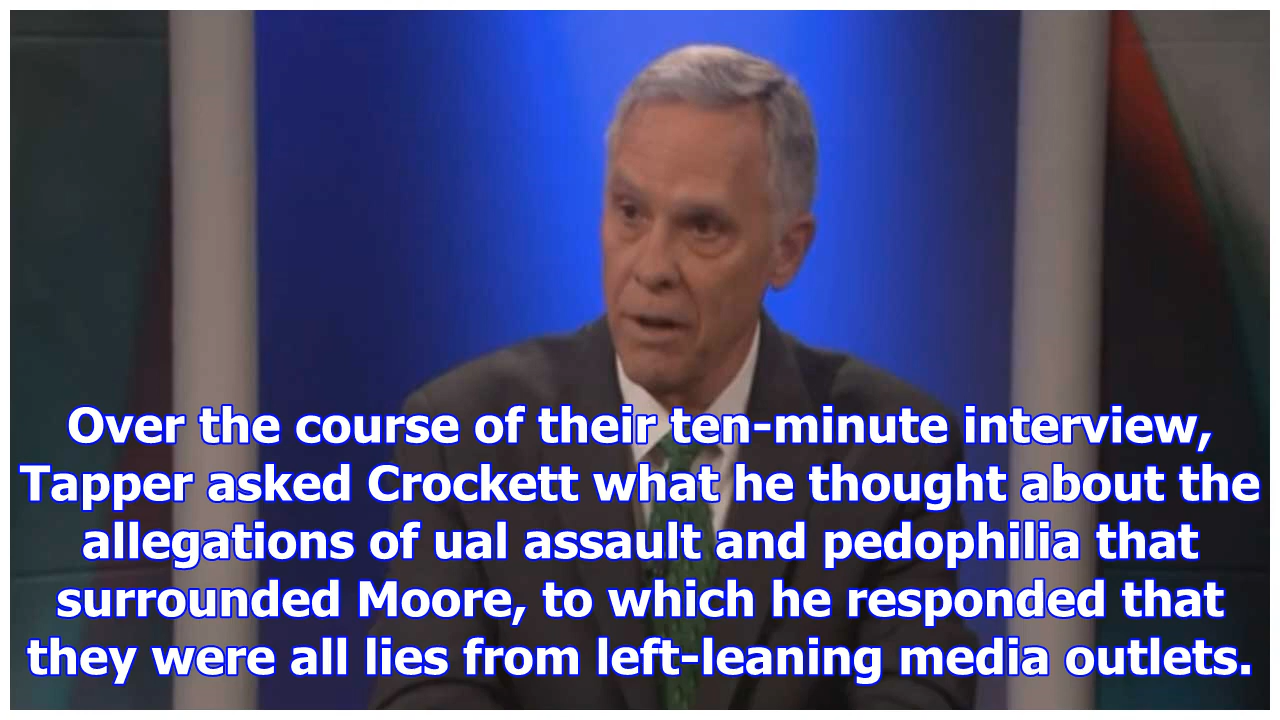 Over the course of their ten-minute interview,
Tapper asked Crockett what he thought about the
allegations of ual assault and pedophilia that
surrounded Moore, to which he responded that
they were all lies from left-leaning media outlets.